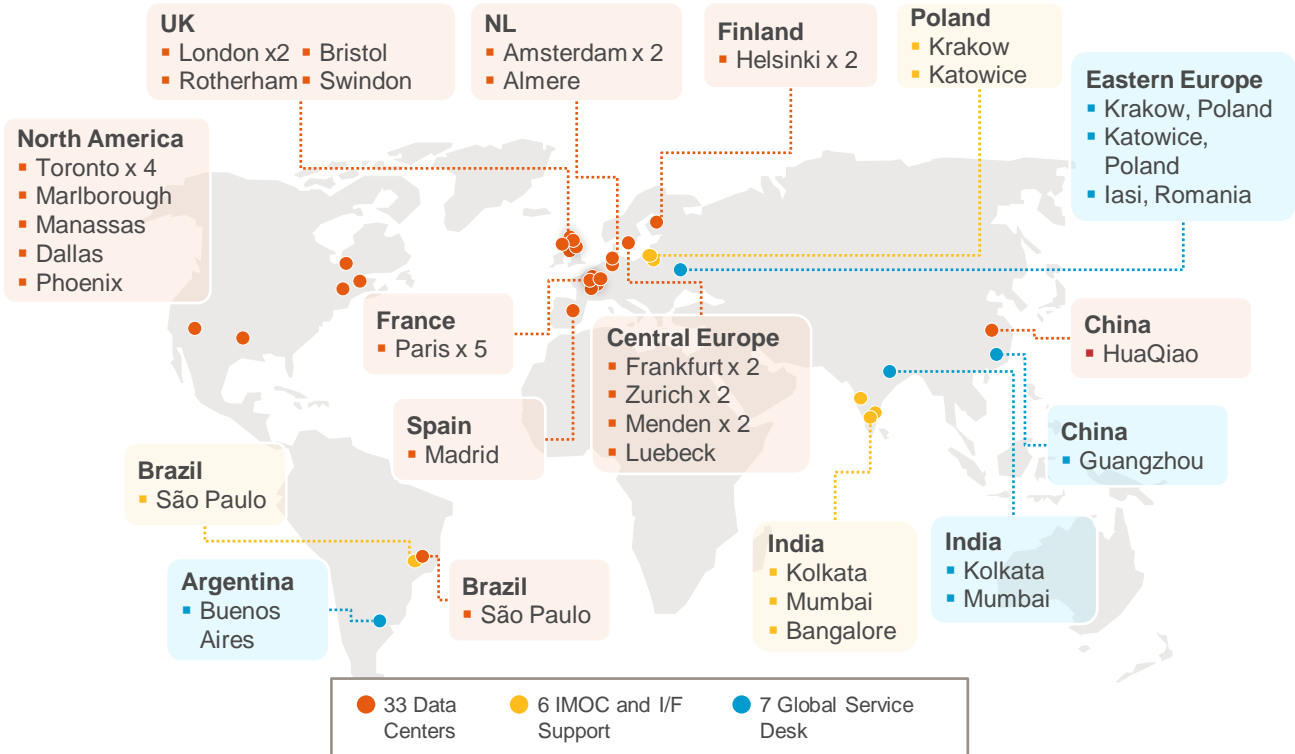 UK
London x2
Bristol
Rotherham
Swindon
NL
Amsterdam x 2
Almere
Finland
Helsinki x 2
Poland
Krakow
Katowice
Eastern Europe
Krakow, Poland
Katowice,
Poland
Iasi, Romania
North America
Toronto x 4
Marlborough
Manassas
Dallas
Phoenix
France
Paris x 5
Central Europe
Frankfurt x 2
Zurich x 2
Menden x 2
Luebeck
China
HuaQiao
Spain
Madrid
China
Guangzhou
Brazil
São Paulo
India
Kolkata
Mumbai
Bangalore
India
Kolkata
Mumbai
Argentina
Buenos
Aires
Brazil
São Paulo
33 Data
Centers
6 IMOC and I/F
Support
7 Global Service
Desk